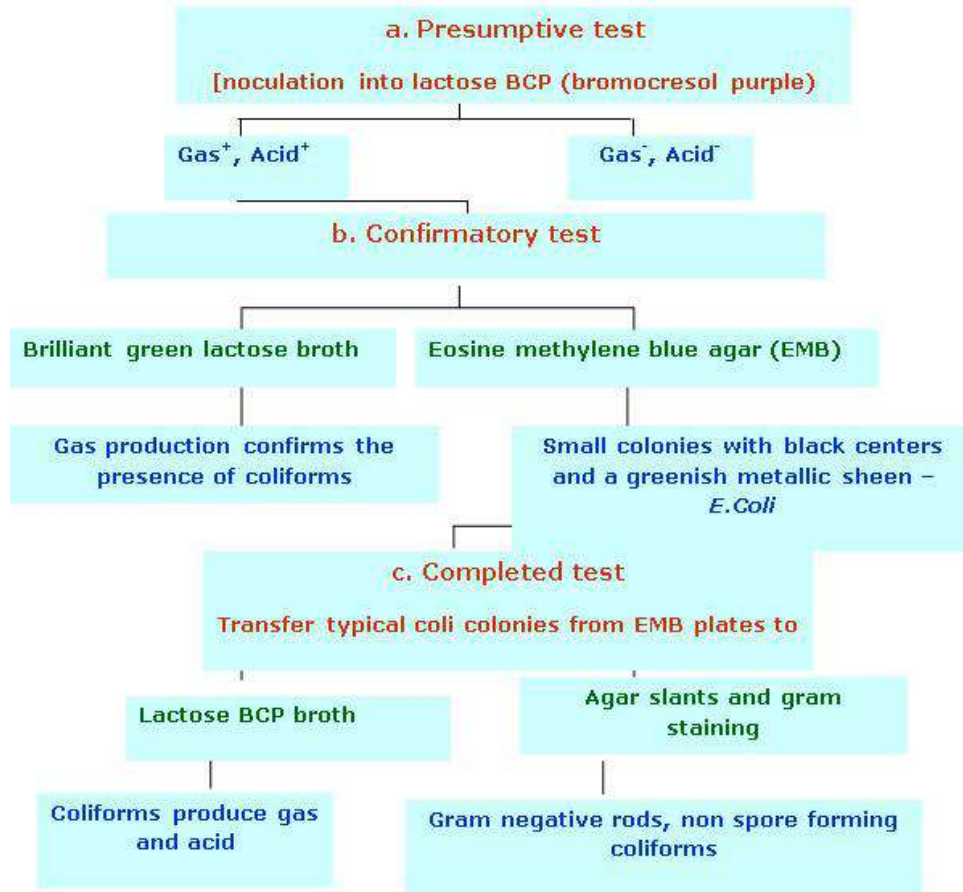 a. Presumptive test
[noculation into lactose BCP (bromocresol purple)
Gas⁺, Acid⁺
Gas⁻, Acid⁻
b. Confirmatory test
Brilliant green lactose broth
Eosine methylene blue agar (EMB)
Gas production confirms the
presence of coliforms
Small colonies with black centers
and a greenish metallic sheen –
E.Coli
c. Completed test
Transfer typical coli colonies from EMB plates to
Lactose BCP broth
Agar slants and gram
staining
Coliforms produce gas
and acid
Gram negative rods, non spore forming
coliforms